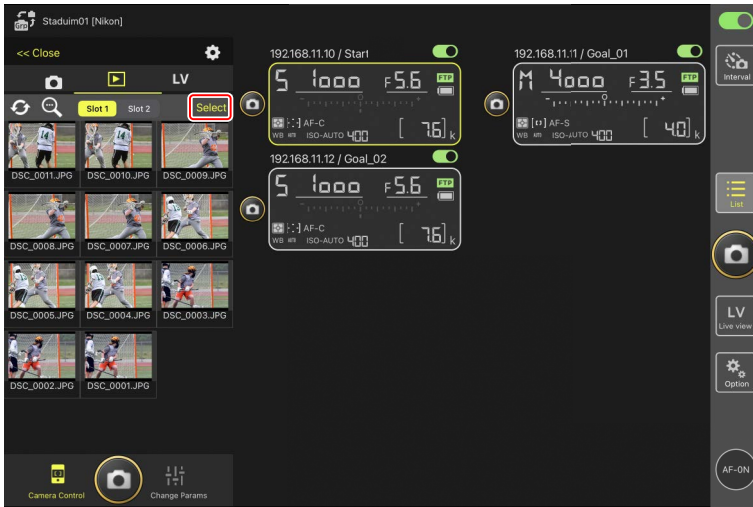 Grp Staduim01 [Nikon]
<< Close
LV
Slot 1 Slot 2 Select
DSC_0011.JPG DSC_0010.JPG DSC_0009.JPG
DSC_0008.JPG DSC_0007.JPG DSC_0006.JPG
DSC_0005.JPG DSC_0004.JPG DSC_0003.JPG
DSC_0002.JPG DSC_0001.JPG
Camera Control Change Params
192.168.11.10 / Start
S 1000 F5.6 FTP
AF-C
WB ISO-AUTO 400 [ 7.6] k
192.168.11.11 / Goal_01
M 4000 F3.5 FTP
AF-S
WB ISO-AUTO 400 [ 4.0] k
192.168.11.12 / Goal_02
S 1000 F5.6 FTP
AF-C
WB ISO-AUTO 400 [ 7.6] k
Interval
List
LV
Live view
Option
AF-ON